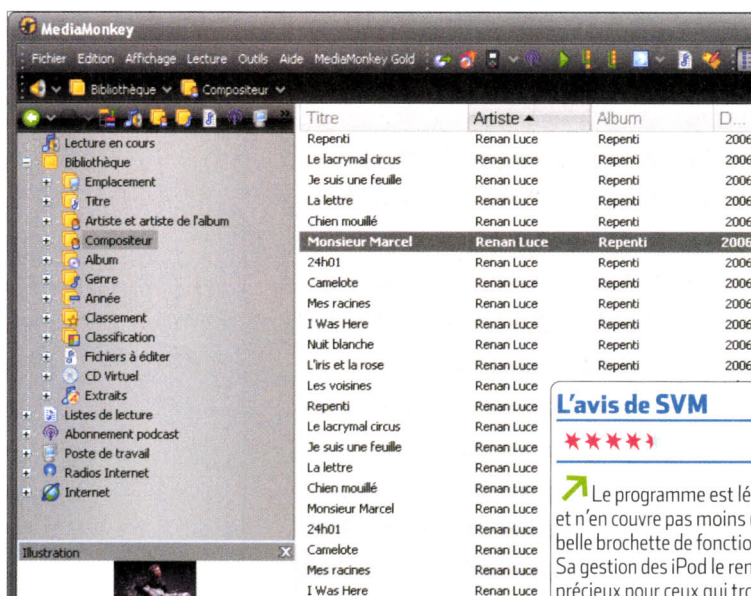 MediaMonkey
Fichier Edition Affichage Lecture Outils Aide MediaMonkey Gold
Bibliothèque Compositeur
Lecture en cours
Bibliothèque
Emplacement
Titre
Artiste et artiste de l'album
Compositeur
Album
Genre
Année
Classement
Classification
Fichiers à éditer
CD Virtuel
Extraits
Listes de lecture
Abonnement podcast
Poste de travail
Radios Internet
Internet
Illustration
Titre Artiste Album D...
Repenti Renan Luce Repenti 2006
Le lacrymal circus Renan Luce Repenti 2006
Je suis une feuille Renan Luce Repenti 2006
La lettre Renan Luce Repenti 2006
Chien mouillé Renan Luce Repenti 2006
Monsieur Marcel Renan Luce Repenti 2006
24h01 Renan Luce Repenti 2006
Camelote Renan Luce Repenti 2006
Mes racines Renan Luce Repenti 2006
I Was Here Renan Luce Repenti 2006
Nuit blanche Renan Luce Repenti 2006
L'iris et la rose Renan Luce Repenti 2006
Les voisines Renan Luce
Repenti Renan Luce
Le lacrymal circus Renan Luce
Je suis une feuille Renan Luce
La lettre Renan Luce
Chien mouillé Renan Luce
Monsieur Marcel Renan Luce
24h01 Renan Luce
Camelote Renan Luce
Mes racines Renan Luce
I Was Here Renan Luce
L'avis de SVM
Le programme est
et n'en couvre pas moins
belle brochette de
Sa gestion des iPod le
précieux pour ceux qui